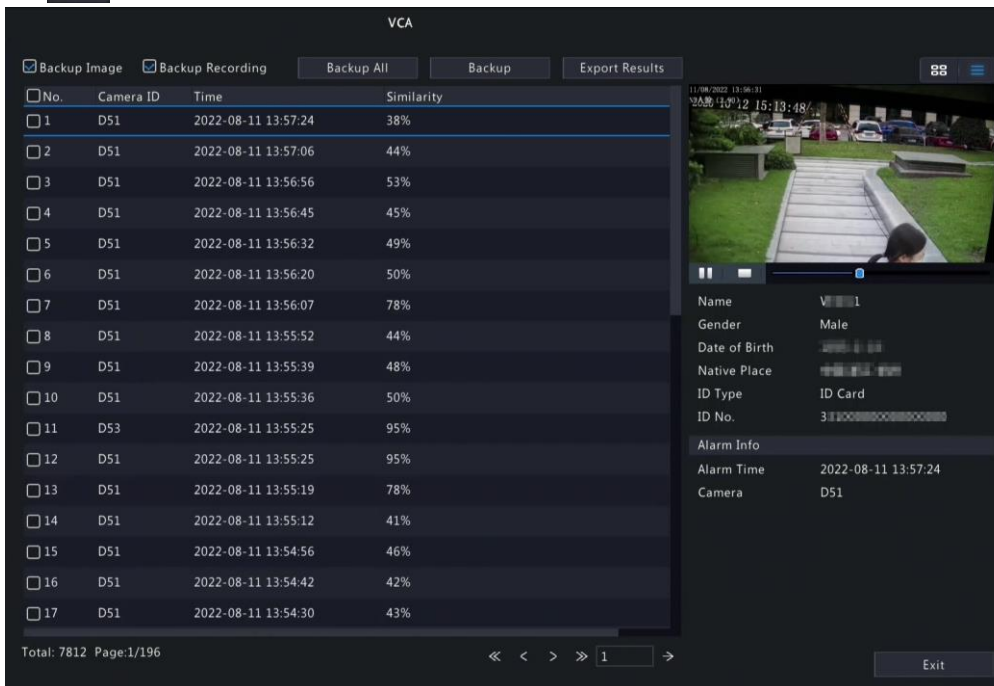 VCA
Backup Image Backup Recording Backup All Backup Export Results
No. Camera ID Time Similarity
1 D51 2022-08-11 13:57:24 38%
2 D51 2022-08-11 13:57:06 44%
3 D51 2022-08-11 13:56:56 53%
4 D51 2022-08-11 13:56:45 45%
5 D51 2022-08-11 13:56:32 49%
6 D51 2022-08-11 13:56:20 50%
7 D51 2022-08-11 13:56:07 78%
8 D51 2022-08-11 13:55:52 44%
9 D51 2022-08-11 13:55:39 48%
10 D51 2022-08-11 13:55:36 50%
11 D53 2022-08-11 13:55:25 95%
12 D51 2022-08-11 13:55:25 95%
13 D51 2022-08-11 13:55:19 78%
14 D51 2022-08-11 13:55:12 41%
15 D51 2022-08-11 13:54:56 46%
16 D51 2022-08-11 13:54:42 42%
17 D51 2022-08-11 13:54:30 43%
Total: 7812 Page:1/196
1
11/08/2022 13:56:31
12 15:13:48
Name
Gender Male
Date of Birth
Native Place
ID Type ID Card
ID No.
Alarm Info
Alarm Time 2022-08-11 13:57:24
Camera D51
Exit